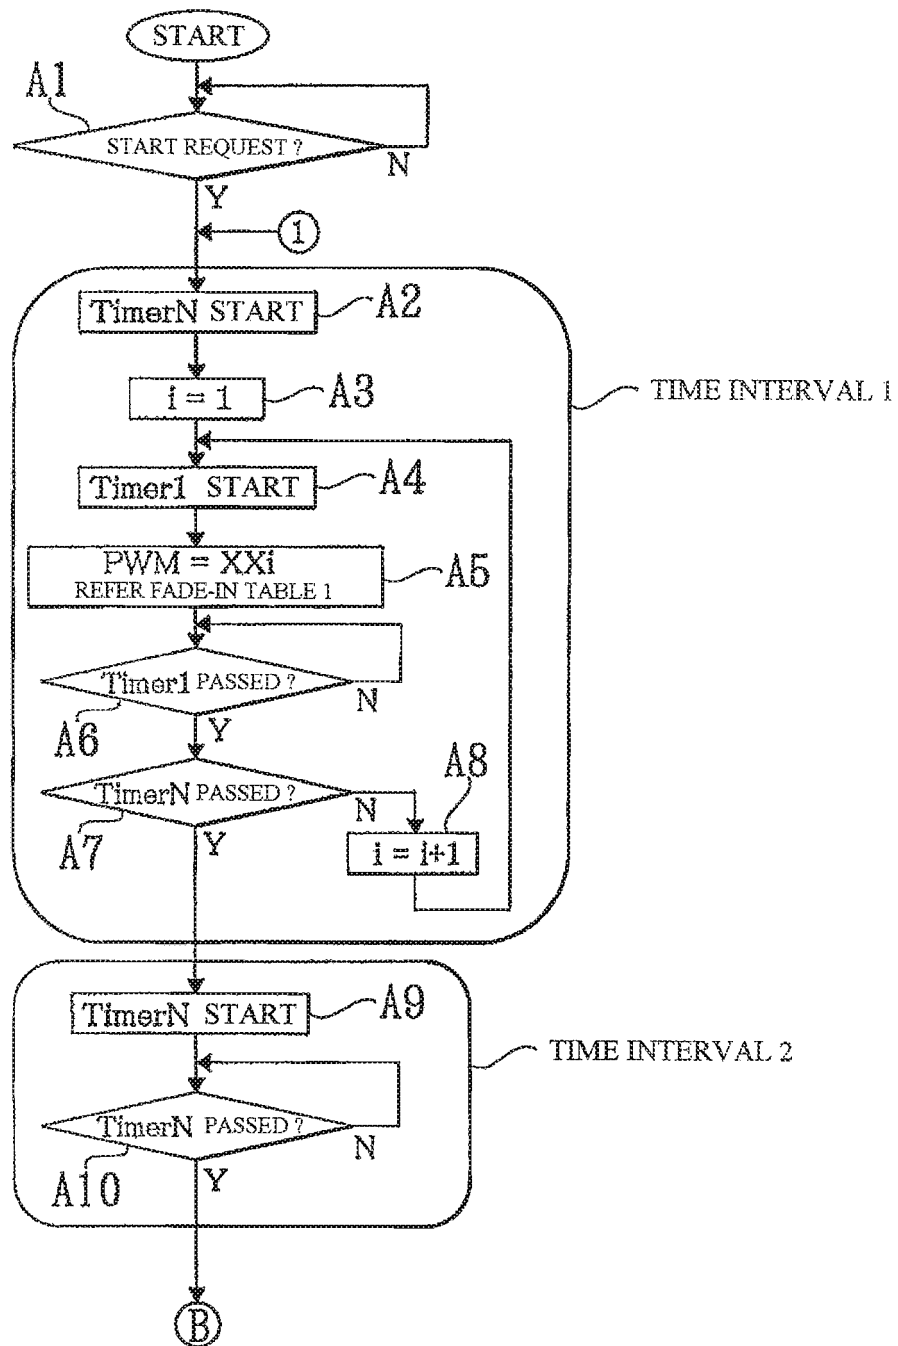 START
A1
START REQUEST ?
N
Y
1
TimerN START
A2
i = 1
A3
TIME INTERVAL 1
Timer1 START
A4
PWM = XXi
REFER FADE-IN TABLE 1
A5
Timer1 PASSED ?
N
A6
Y
A8
TimerN PASSED ?
N
A7
Y
i = i+1
TimerN START
A9
TIME INTERVAL 2
TimerN PASSED ?
N
A10
Y
B